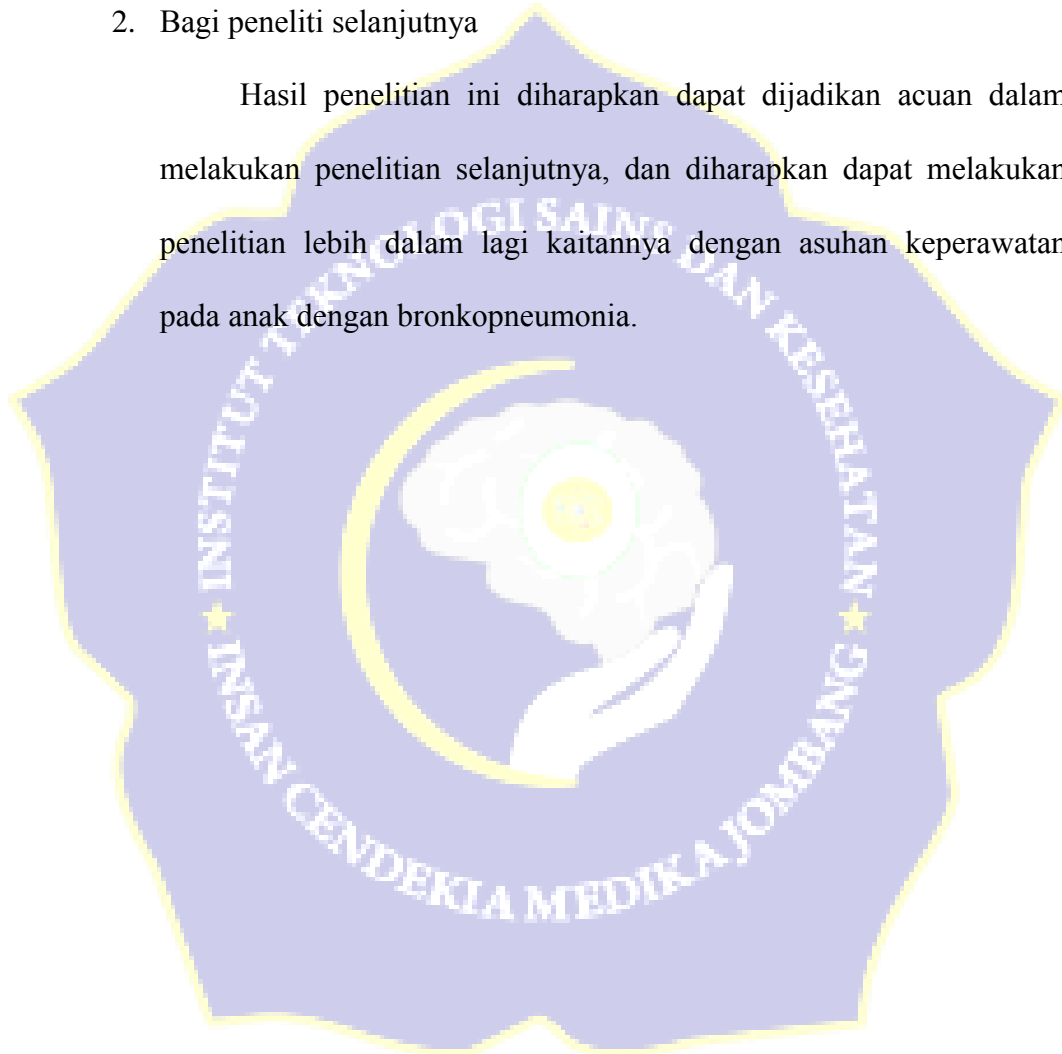 2. Bagi peneliti selanjutnya
Hasil penelitian ini diharapkan dapat dijadikan acuan dalam
melakukan penelitian selanjutnya, dan diharapkan dapat melakukan
penelitian lebih dalam lagi kaitannya dengan asuhan keperawatan
pada anak dengan bronkopneumonia.
INSTITUT TEKNOLOGI SAINS DAN KESEHATAN
INSAN CENDEKIA MEDIKA JOMBANG